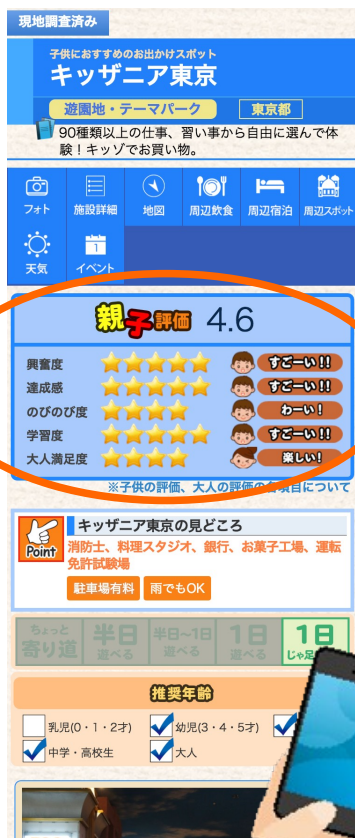 現地調査済み
子供におすすめのお出かけスポット
キッザニア東京
遊園地・テーマパーク 東京都
90種類以上の仕事、習い事から自由に選んで体
験！キッゾでお買い物。
フォト 施設詳細 地図 周辺飲食 周辺宿泊 周辺スポット
天気 1 イベント
親子評価 4.6
興奮度 すごーい!!
達成感 すごーい!!
のびのび度 わーい!
学習度 すごーい!!
大人満足度 楽しい!
※子供の評価、大人の評価の各項目について
Point キッザニア東京の見どころ
消防士、料理スタジオ、銀行、お菓子工場、運転
免許試験場
駐車場有料 雨でもOK
ちょっと 半日 半日〜1日 1日 1日
寄り道 遊べる 遊べる 遊べる じゃ足
推奨年齢
乳児(0・1・2才) 幼児(3・4・5才)
中学・高校生 大人